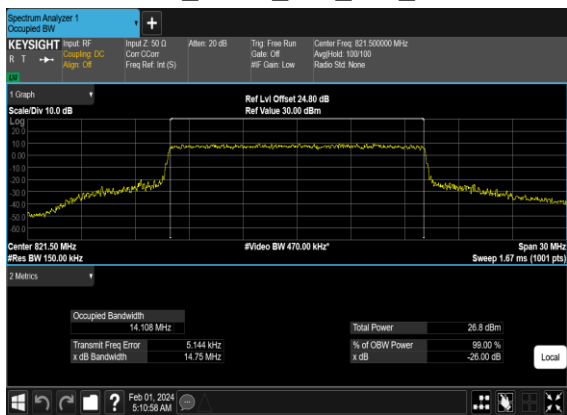 Spectrum Analyzer 1
Occupied BW
+
KEYSIGHT Input: RF Input Z: 50 Ω Atten: 20 dB Trig: Free Run Center Freq: 821.500000 MHz
R T Coupling: DC Corr CCorr Gate: Off Avg|Hold: 100/100
Align: Off Freq Ref: Int (S) #IF Gain: Low Radio Std: None
1 Graph
Scale/Div 10.0 dB
Ref Lvl Offset 24.80 dB
Ref Value 30.00 dBm
Log
20.0
10.0
0.00
-10.0
-20.0
-30.0
-40.0
-50.0
-60.0
Center 821.50 MHz #Video BW 470.00 kHz* Span 30 MHz
#Res BW 150.00 kHz Sweep 1.67 ms (1001 pts)
2 Metrics
Occupied Bandwidth
14.108 MHz Total Power 26.8 dBm
Transmit Freq Error 5.144 kHz % of OBW Power 99.00 %
x dB Bandwidth 14.75 MHz x dB -26.00 dB
Local
? Feb 01, 2024
5:10:58 AM